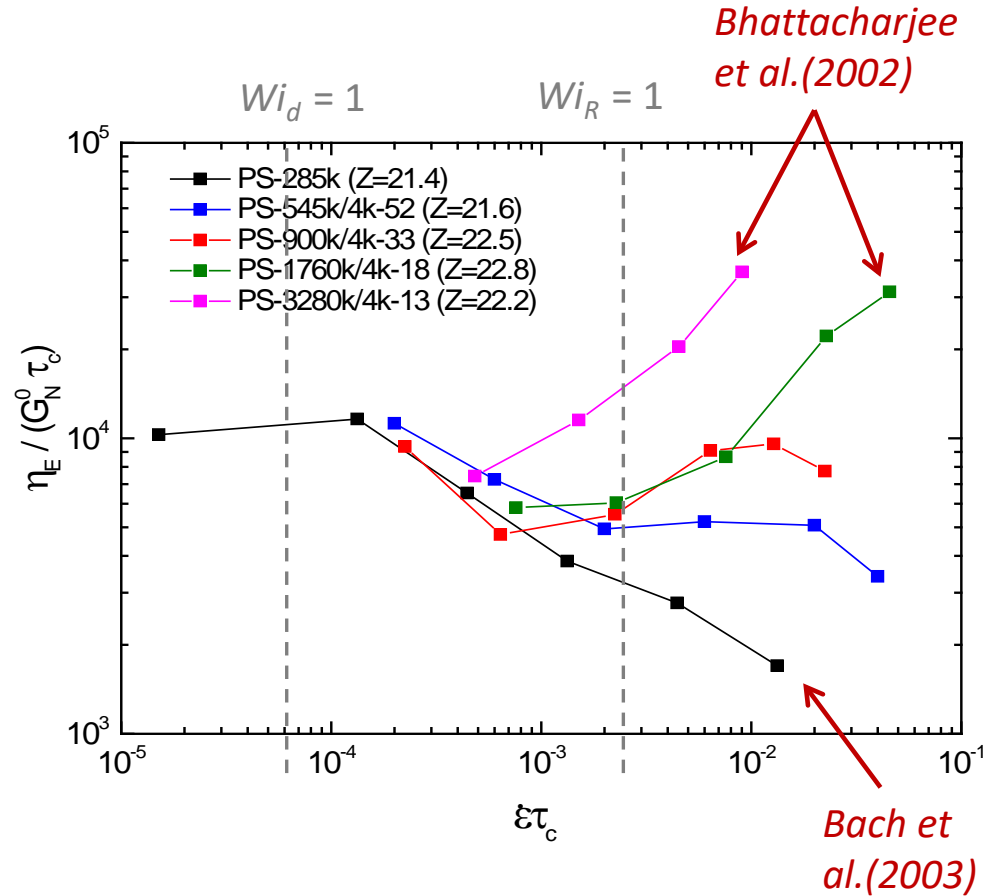 Bhattacharjee
et al.(2002)
Wi_d = 1
Wi_R = 1
10^5
PS-285k (Z=21.4)
PS-545k/4k-52 (Z=21.6)
PS-900k/4k-33 (Z=22.5)
PS-1760k/4k-18 (Z=22.8)
PS-3280k/4k-13 (Z=22.2)
η_E / (G_N^0 τ_c)
10^4
10^3
10^-5 10^-4 10^-3 10^-2 10^-1
ε̇τ_c
Bach et
al.(2003)